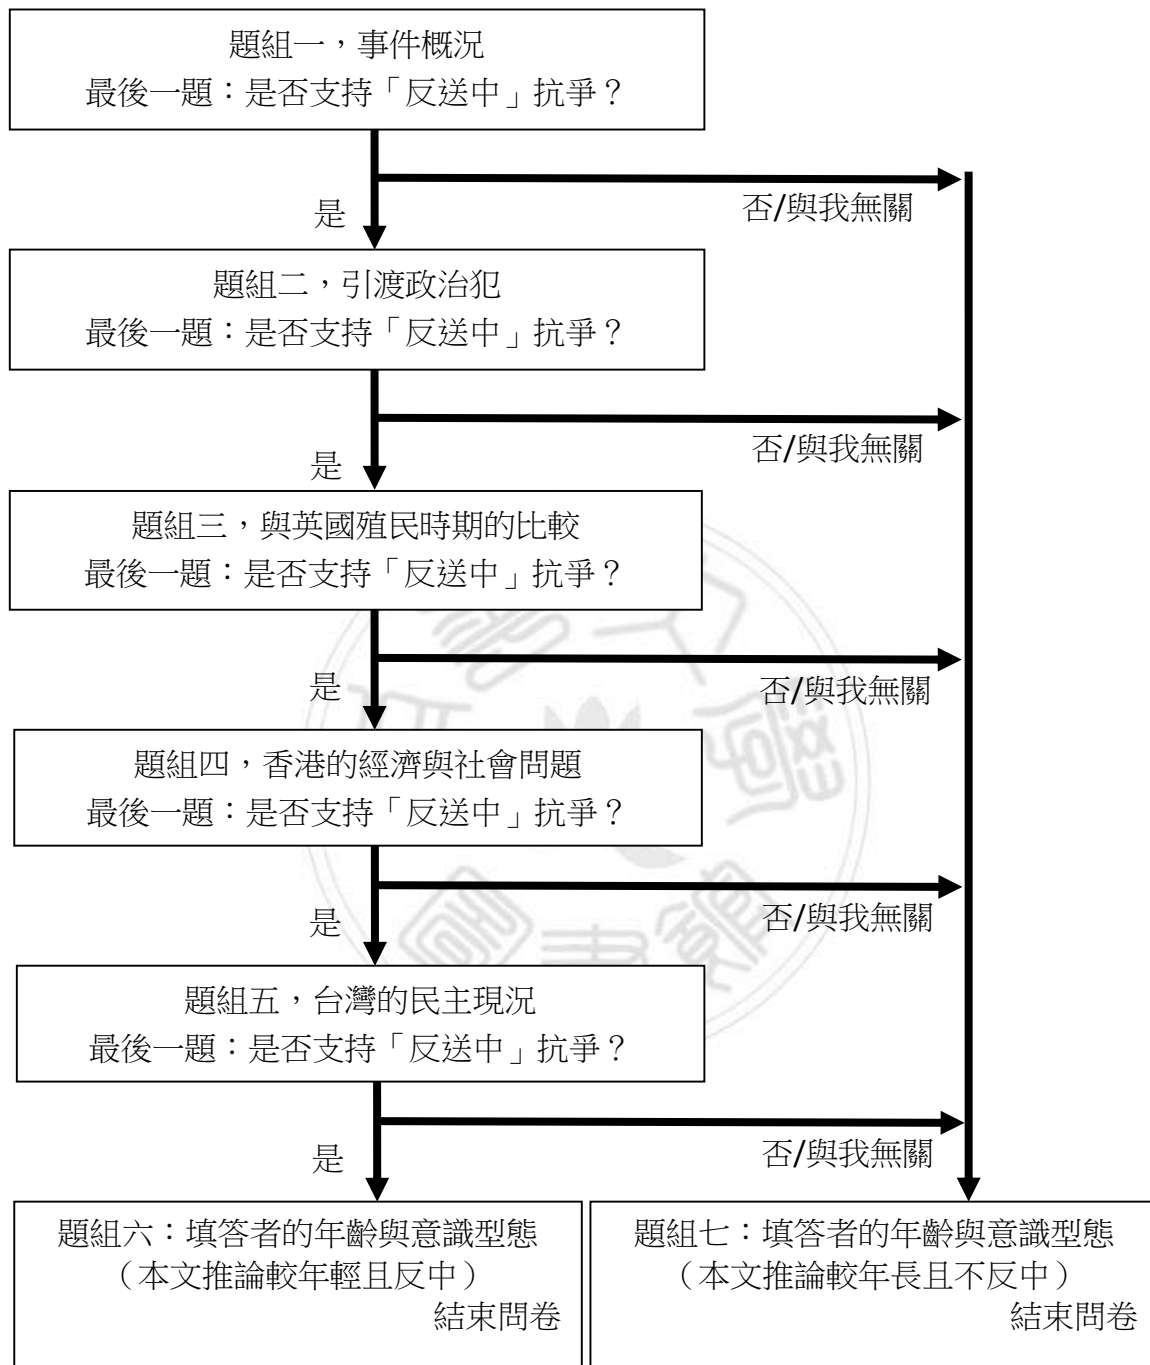 題組一，事件概況
最後一題：是否支持「反送中」抗爭？
否/與我無關
是
題組二，引渡政治犯
最後一題：是否支持「反送中」抗爭？
否/與我無關
是
題組三，與英國殖民時期的比較
最後一題：是否支持「反送中」抗爭？
否/與我無關
是
題組四，香港的經濟與社會問題
最後一題：是否支持「反送中」抗爭？
否/與我無關
是
題組五，台灣的民主現況
最後一題：是否支持「反送中」抗爭？
否/與我無關
是
題組六：填答者的年齡與意識型態
（本文推論較年輕且反中）
結束問卷
題組七：填答者的年齡與意識型態
（本文推論較年長且不反中）
結束問卷